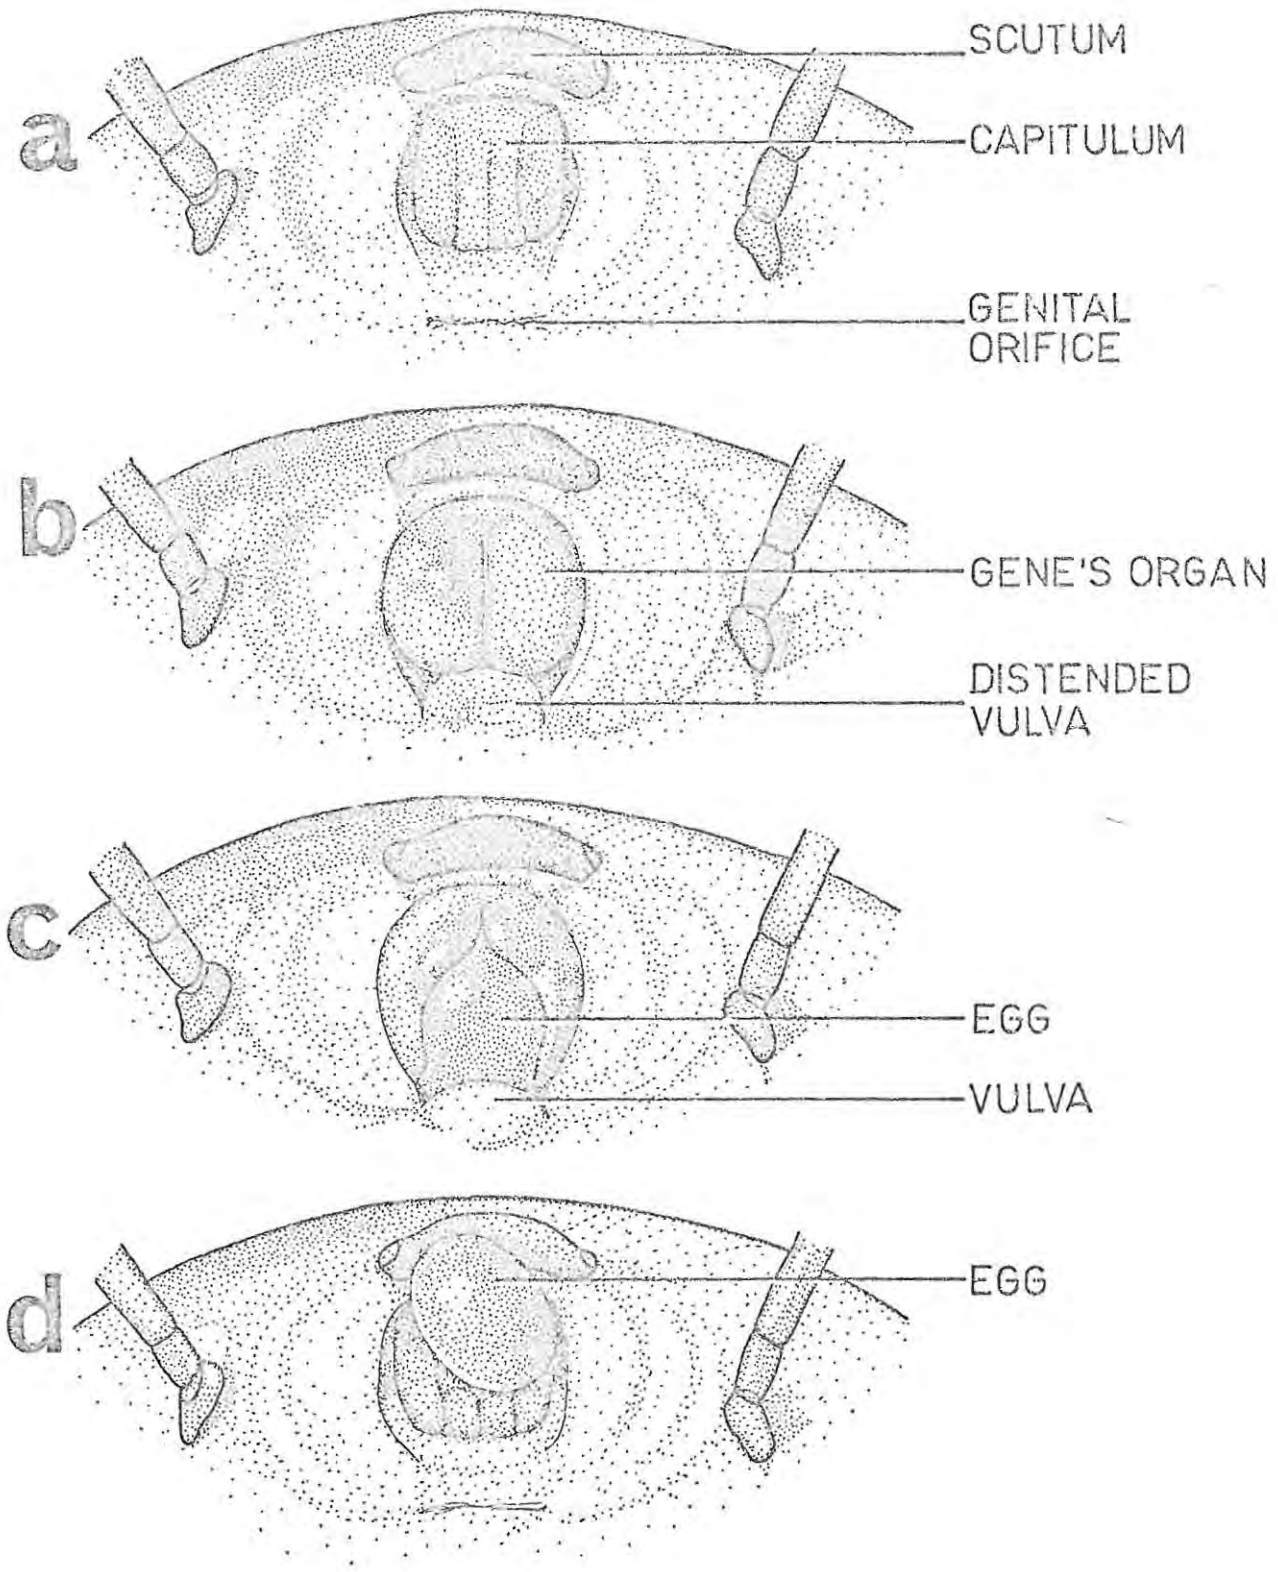 a
SCUTUM
CAPITULUM
GENITAL
ORIFICE
b
GENE'S ORGAN
DISTENDED
VULVA
c
EGG
VULVA
d
EGG